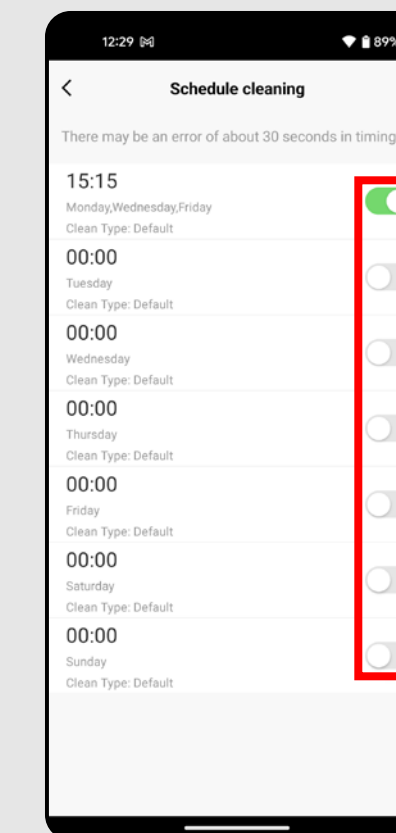 12:29 89%
Schedule cleaning
There may be an error of about 30 seconds in timing
15:15
Monday,Wednesday,Friday
Clean Type: Default
00:00
Tuesday
Clean Type: Default
00:00
Wednesday
Clean Type: Default
00:00
Thursday
Clean Type: Default
00:00
Friday
Clean Type: Default
00:00
Saturday
Clean Type: Default
00:00
Sunday
Clean Type: Default